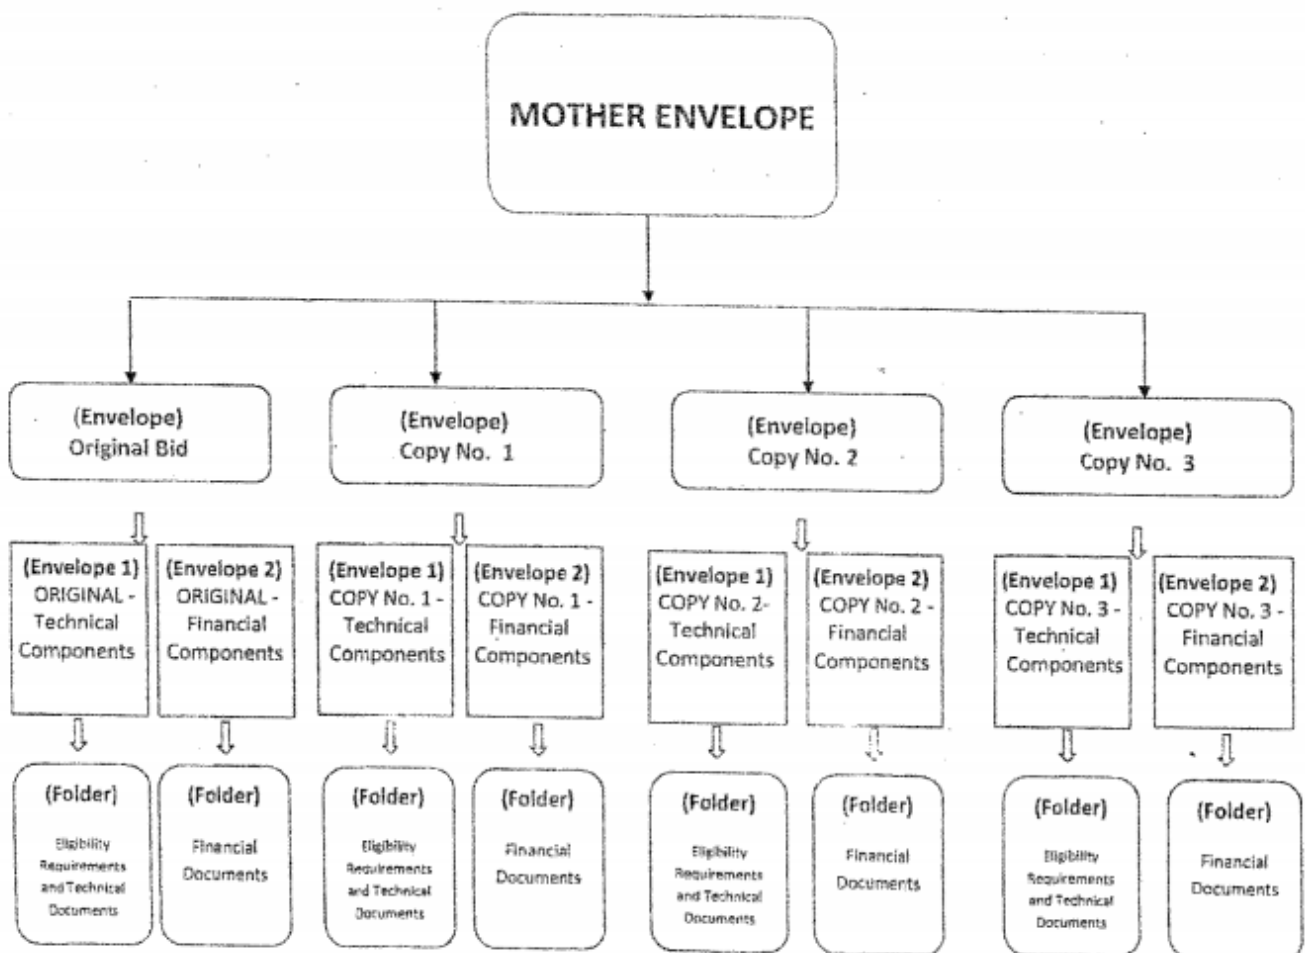 MOTHER ENVELOPE
(Envelope)
Original Bid
(Envelope)
Copy No. 1
(Envelope)
Copy No. 2
(Envelope)
Copy No. 3
(Envelope 1)
ORIGINAL -
Technical
Components
(Envelope 2)
ORIGINAL -
Financial
Components
(Envelope 1)
COPY No. 1 -
Technical
Components
(Envelope 2)
COPY No. 1 -
Financial
Components
(Envelope 1)
COPY No. 2-
Technical
Components
(Envelope 2)
COPY No. 2 -
Financial
Components
(Envelope 1)
COPY No. 3 -
Technical
Components
(Envelope 2)
COPY No. 3 -
Financial
Components
(Folder)
Eligibility
Requirements
and Technical
Documents
(Folder)
Financial
Documents
(Folder)
Eligibility
Requirements
and Technical
Documents
(Folder)
Financial
Documents
(Folder)
Eligibility
Requirements
and Technical
Documents
(Folder)
Financial
Documents
(Folder)
Eligibility
Requirements
and Technical
Documents
(Folder)
Financial
Documents